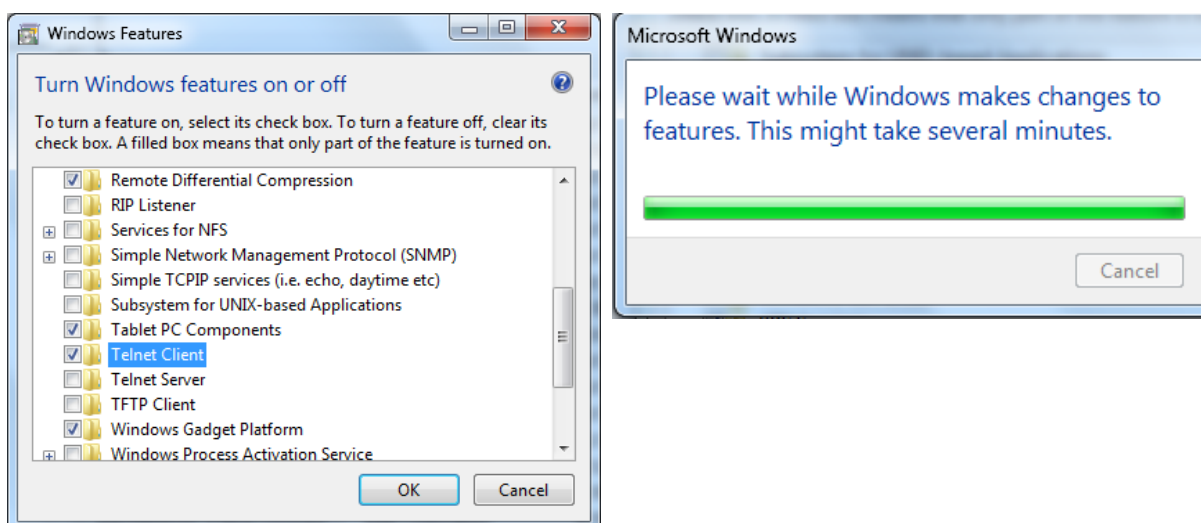 Windows Features
Turn Windows features on or off
To turn a feature on, select its check box. To turn a feature off, clear its
check box. A filled box means that only part of the feature is turned on.
Remote Differential Compression
RIP Listener
Services for NFS
Simple Network Management Protocol (SNMP)
Simple TCPIP services (i.e. echo, daytime etc)
Subsystem for UNIX-based Applications
Tablet PC Components
Telnet Client
Telnet Server
TFTP Client
Windows Gadget Platform
Windows Process Activation Service
OK
Cancel
Microsoft Windows
Please wait while Windows makes changes to
features. This might take several minutes.
Cancel